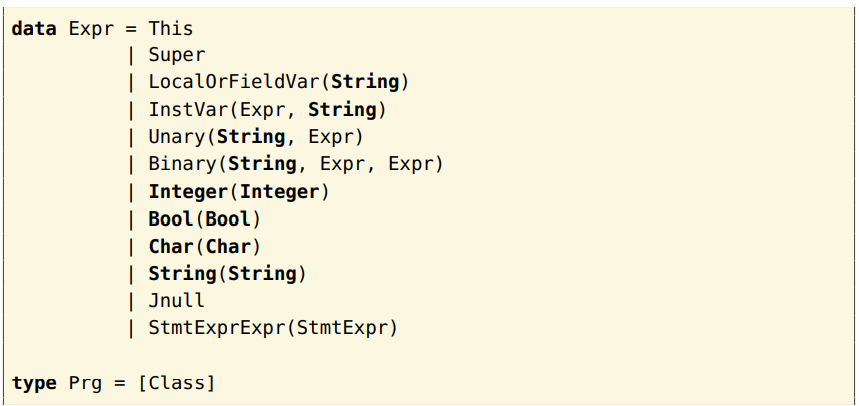 data Expr = This
| Super
| LocalOrFieldVar(String)
| InstVar(Expr, String)
| Unary(String, Expr)
| Binary(String, Expr, Expr)
| Integer(Integer)
| Bool(Bool)
| Char(Char)
| String(String)
| Jnull
| StmtExprExpr(StmtExpr)
type Prg = [Class]